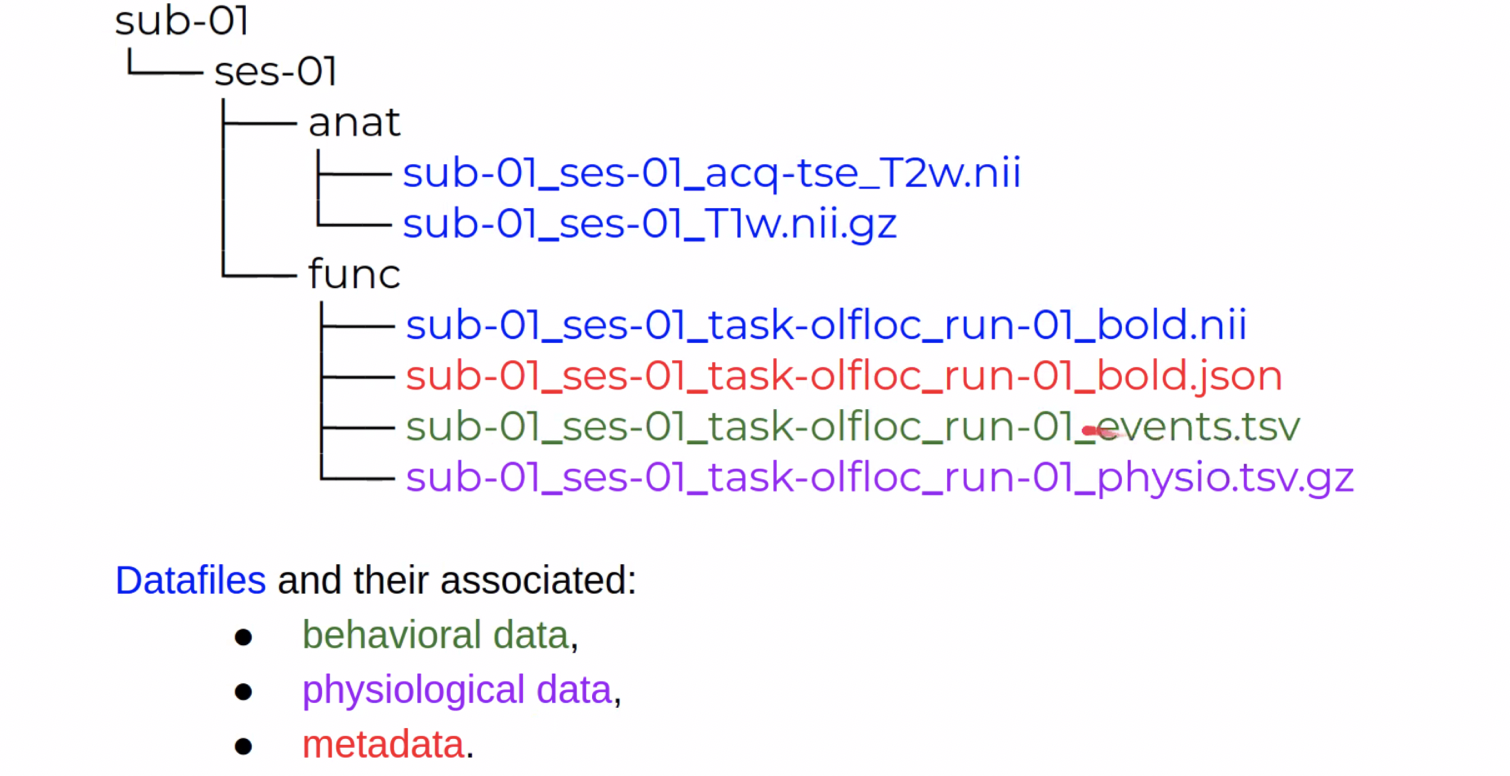 sub-01
ses-01
anat
sub-01_ses-01_acq-tse_T2w.nii
sub-01_ses-01_T1w.nii.gz
func
sub-01_ses-01_task-olfloc_run-01_bold.nii
sub-01_ses-01_task-olfloc_run-01_bold.json
sub-01_ses-01_task-olfloc_run-01_events.tsv
sub-01_ses-01_task-olfloc_run-01_physio.tsv.gz
Datafiles and their associated:
● behavioral data,
● physiological data,
● metadata.